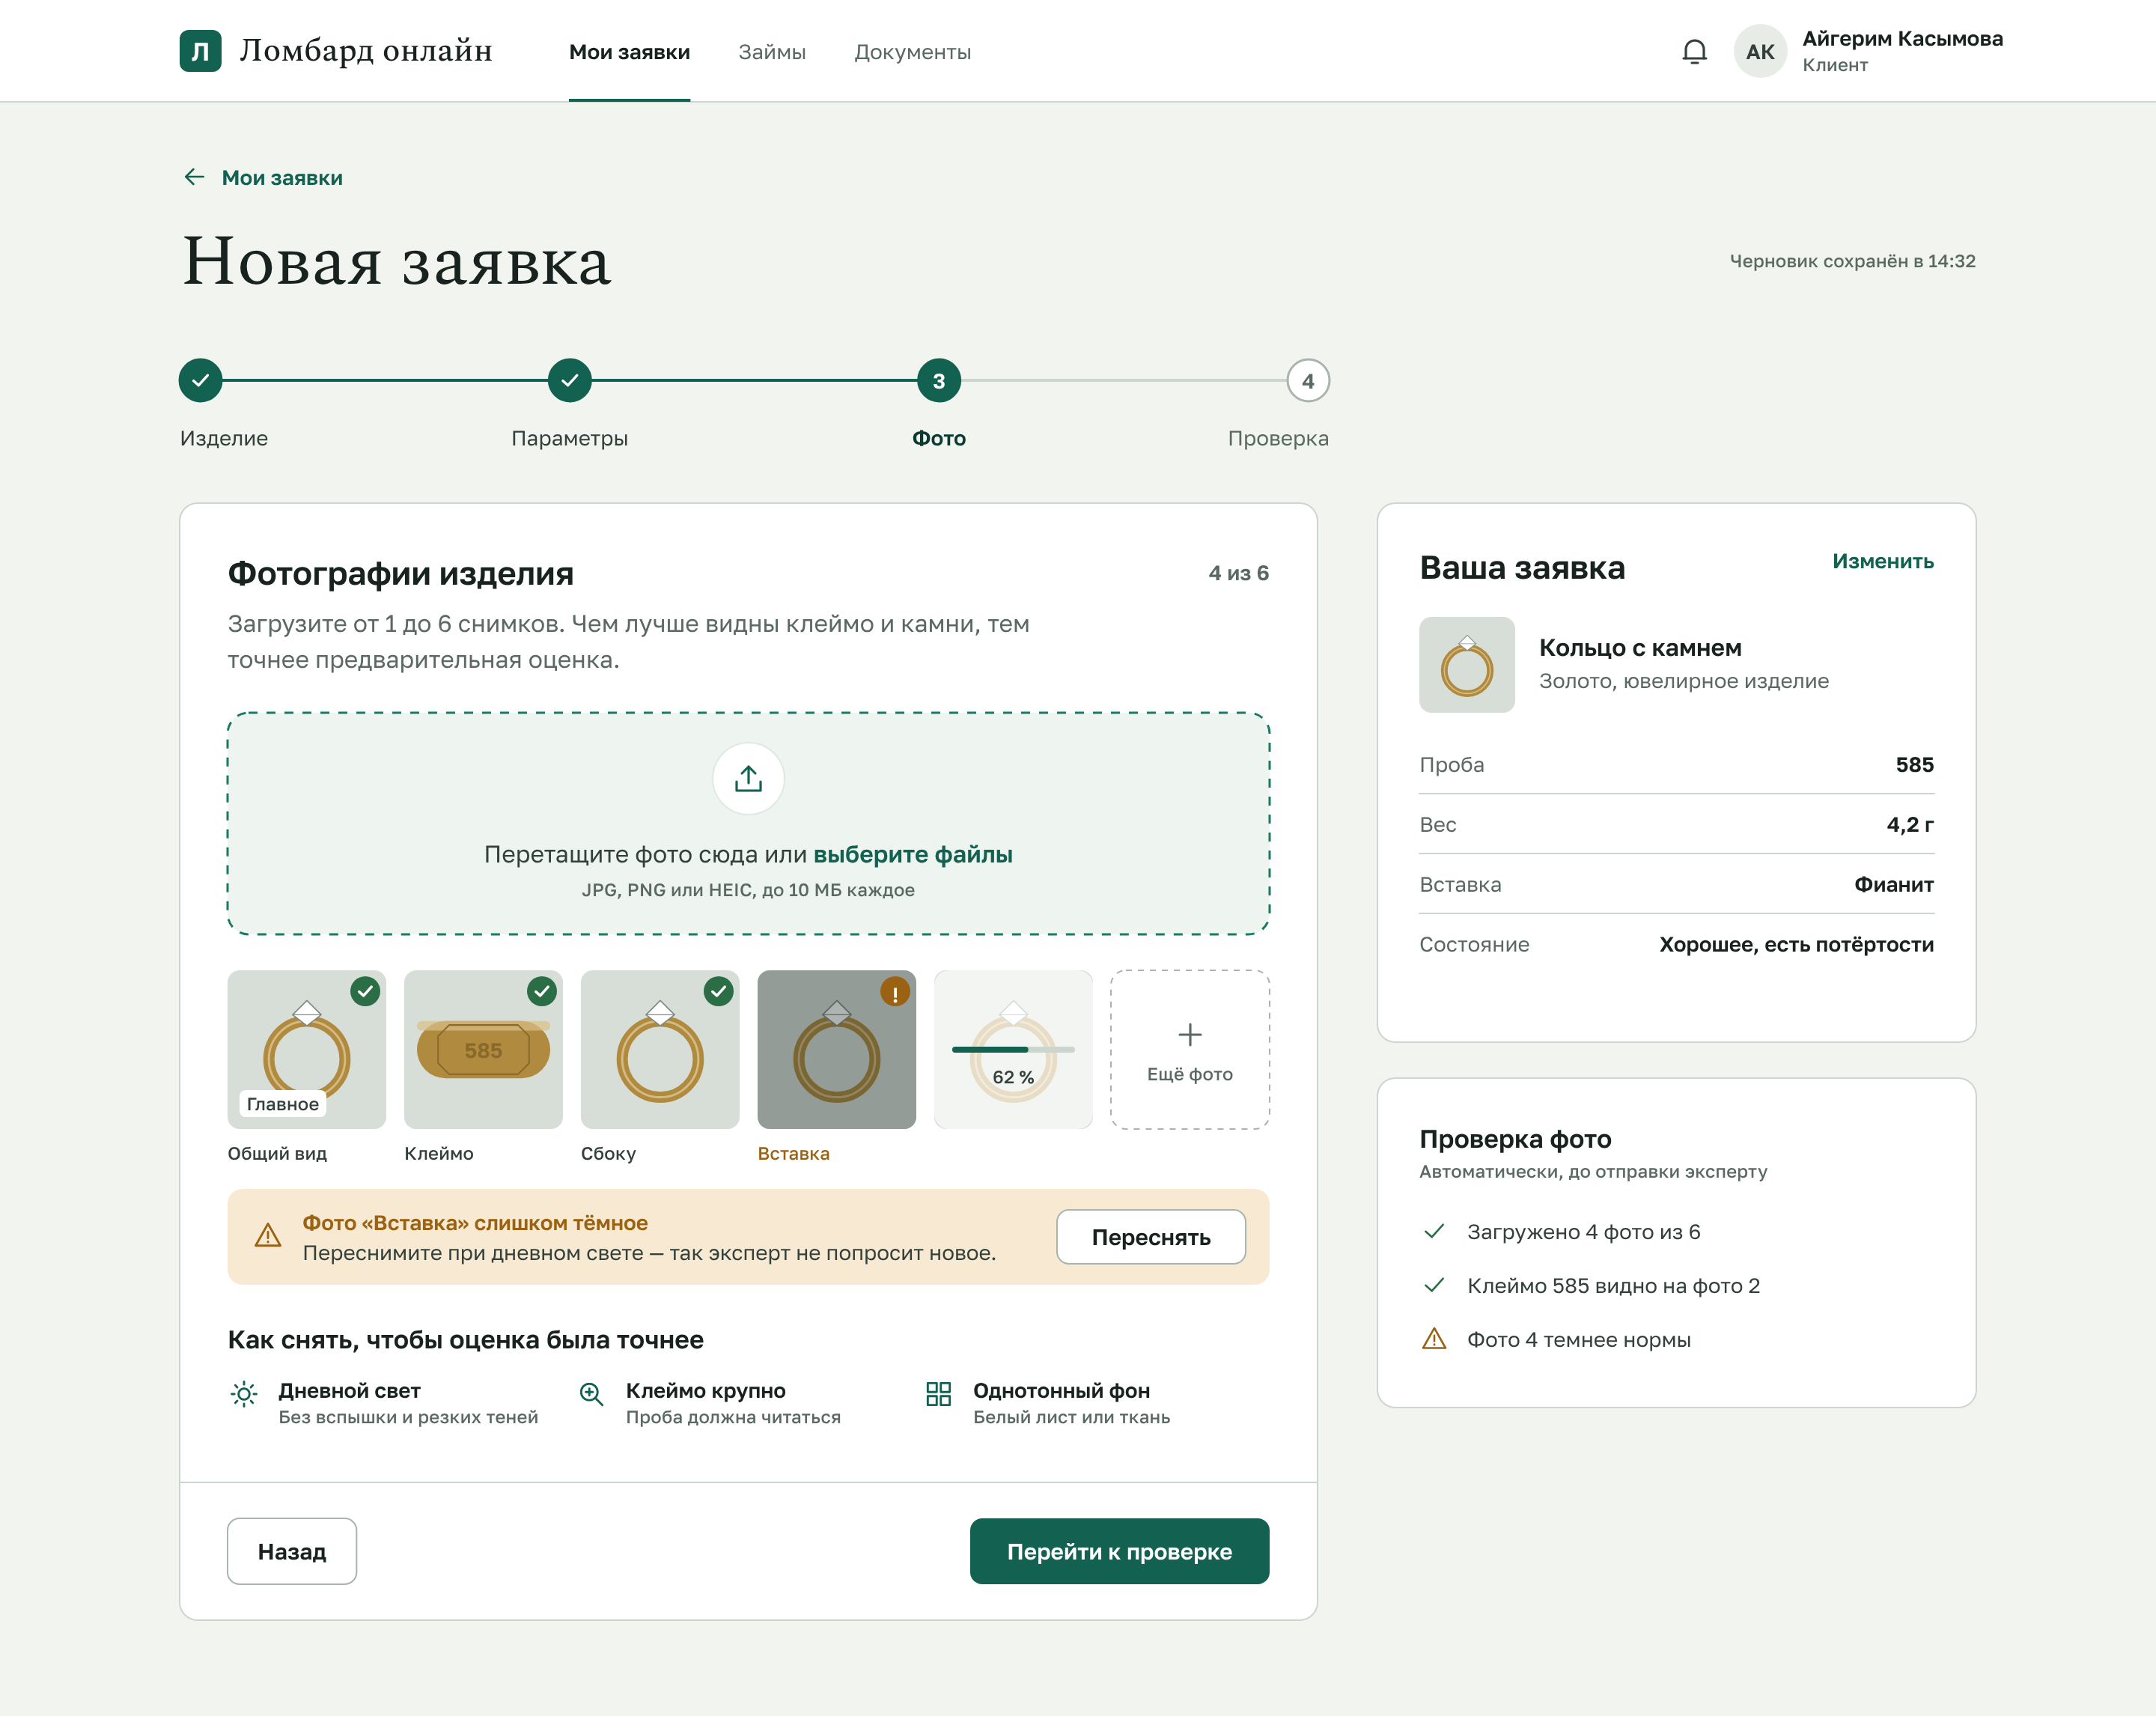 Л Ломбард онлайн
Мои заявки Займы Документы
АК Айгерим Касымова
Клиент
Мои заявки
Новая заявка
Черновик сохранён в 14:32
3 4
Изделие Параметры Фото Проверка
Фотографии изделия
4 из 6
Загрузите от 1 до 6 снимков. Чем лучше видны клеймо и камни, тем
точнее предварительная оценка.
Перетащите фото сюда или выберите файлы
JPG, PNG или HEIC, до 10 МБ каждое
!
585
62 %
Ещё фото
Главное
Общий вид Клеймо Сбоку Вставка
Фото «Вставка» слишком тёмное
Переснимите при дневном свете — так эксперт не попросит новое.
Переснять
Как снять, чтобы оценка была точнее
Дневной свет
Без вспышки и резких теней
Клеймо крупно
Проба должна читаться
Однотонный фон
Белый лист или ткань
Назад
Перейти к проверке
Ваша заявка
Изменить
Кольцо с камнем
Золото, ювелирное изделие
Проба 585
Вес 4,2 г
Вставка Фианит
Состояние Хорошее, есть потёртости
Проверка фото
Автоматически, до отправки эксперту
Загружено 4 фото из 6
Клеймо 585 видно на фото 2
Фото 4 темнее нормы